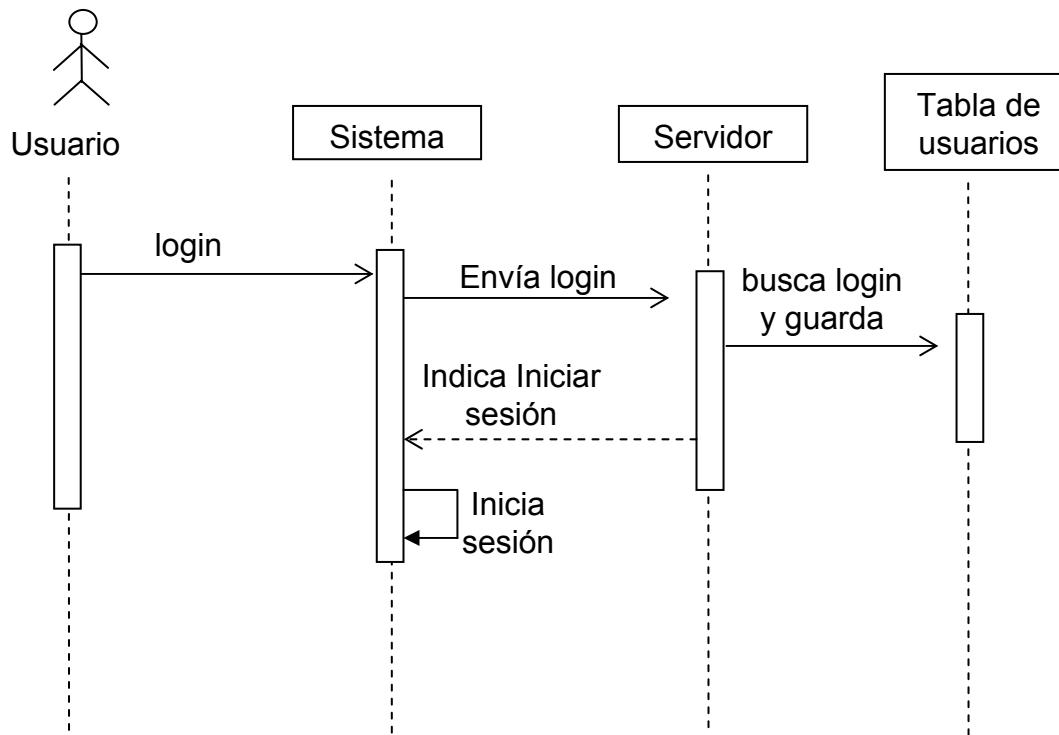 Usuario
Sistema
Servidor
Tabla de
usuarios
login
Envía login
busca login
y guarda
Indica Iniciar
sesión
Inicia
sesión